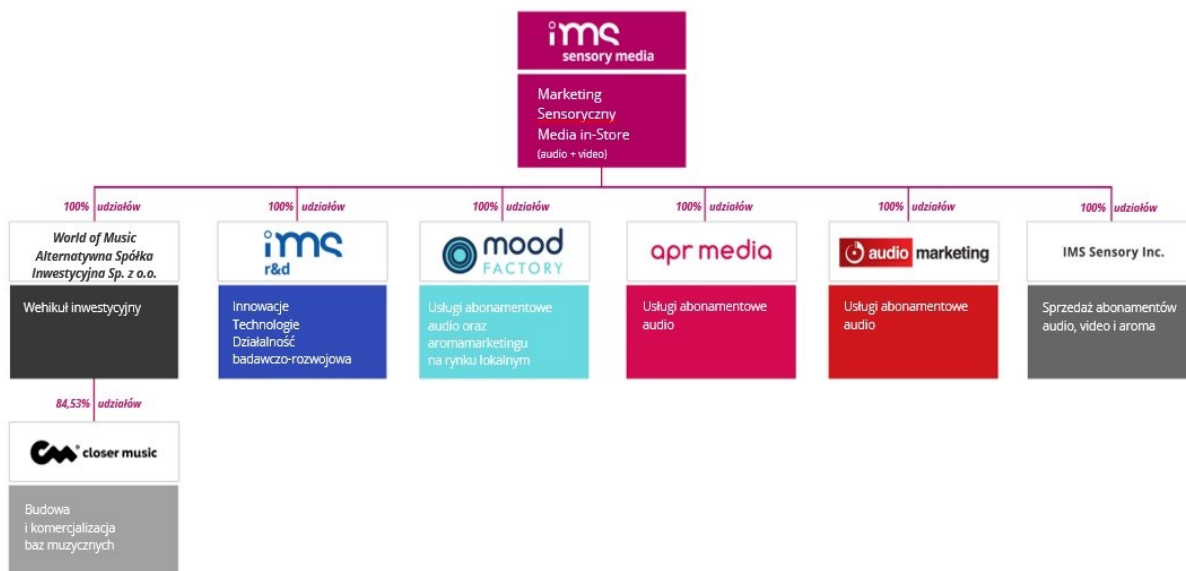 ims
sensory media
Marketing
Sensoryczny
Media in-Store
(audio + video)
100% udziałów
World of Music
Alternatywna Spółka
Inwestycyjna Sp. z o.o.
Wehikuł inwestycyjny
100% udziałów
ims
r&d
Innowacje
Technologie
Działalność
badawczo-rozwojowa
100% udziałów
mood
FACTORY
Usługi abonamentowe
audio oraz
aromamarketingu
na rynku lokalnym
100% udziałów
apr media
Usługi abonamentowe
audio
100% udziałów
audio marketing
Usługi abonamentowe
audio
100% udziałów
IMS Sensory Inc.
Sprzedaż abonamentów
audio, video i aroma
84,53% udziałów
closer music
Budowa
i komercjalizacja
baz muzycznych